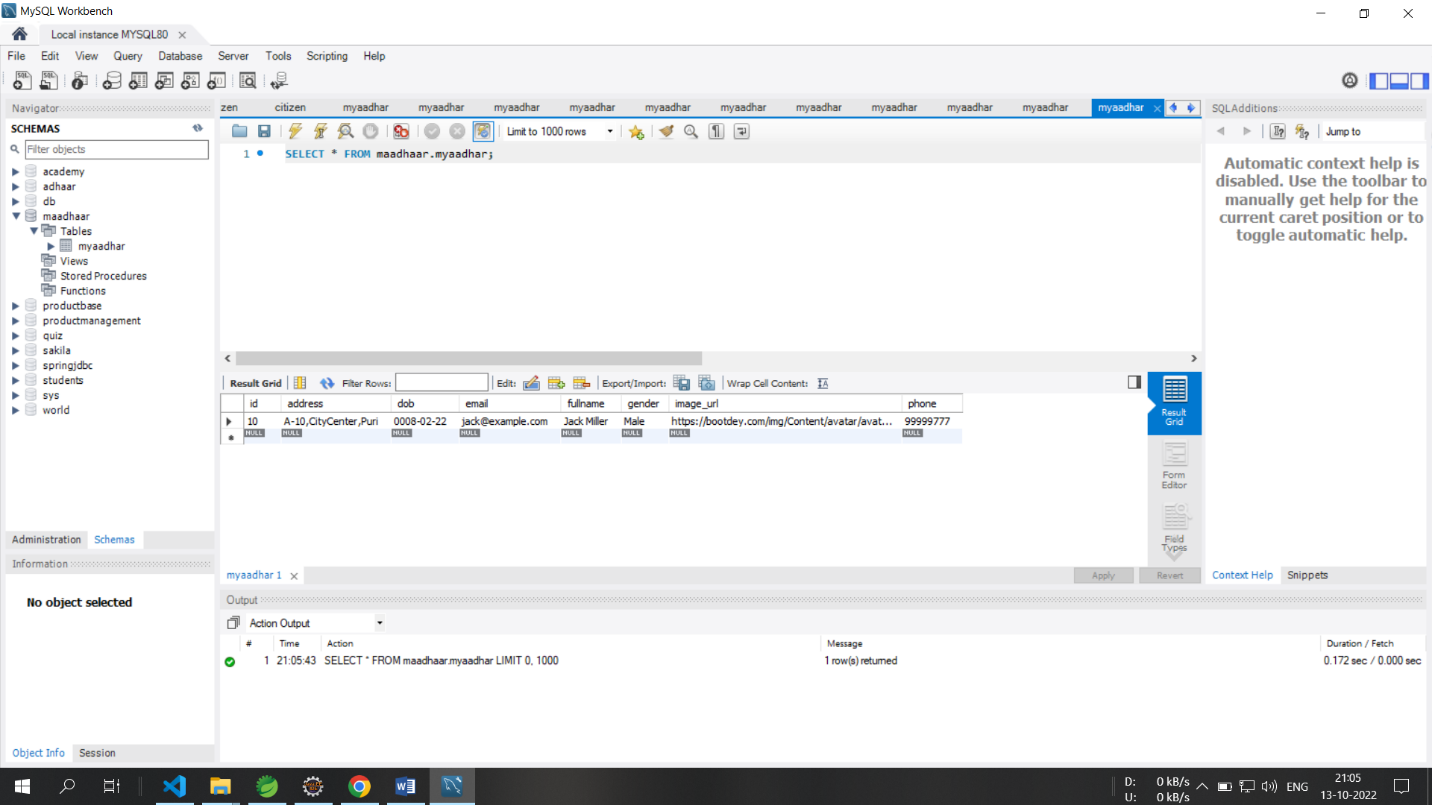 MySQL Workbench
Local instance MYSQL80
File Edit View Query Database Server Tools Scripting Help
Navigator
SCHEMAS
Filter objects
academy
adhaar
db
maadhaar
Tables
myaadhar
Views
Stored Procedures
Functions
productbase
productmanagement
quiz
sakila
springjdbc
students
sys
world
Administration Schemas
Information
No object selected
Object Info Session
zen citizen myaadhar myaadhar myaadhar myaadhar myaadhar myaadhar myaadhar myaadhar myaadhar myaadhar myaadhar
Limit to 1000 rows
1 SELECT * FROM maadhaar.myaadhar;
Result Grid Filter Rows: Edit: Export/Import: Wrap Cell Content:
id address dob email fullname gender image_url phone
10 A-10,CityCenter,Puri 0008-02-22 jack@example.com Jack Miller Male https://bootdey.com/img/Content/avatar/avat... 99999777
NULL NULL NULL NULL NULL NULL NULL NULL
Result
Grid
Form
Editor
Field
Types
myaadhar 1
Apply Revert
Output
Action Output
# Time Action Message Duration / Fetch
1 21:05:43 SELECT * FROM maadhaar.myaadhar LIMIT 0, 1000 1 row(s) returned 0.172 sec / 0.000 sec
SQLAdditions
Jump to
Automatic context help is
disabled. Use the toolbar to
manually get help for the
current caret position or to
toggle automatic help.
Context Help Snippets
D: 0 kB/s
U: 0 kB/s
ENG
21:05
13-10-2022